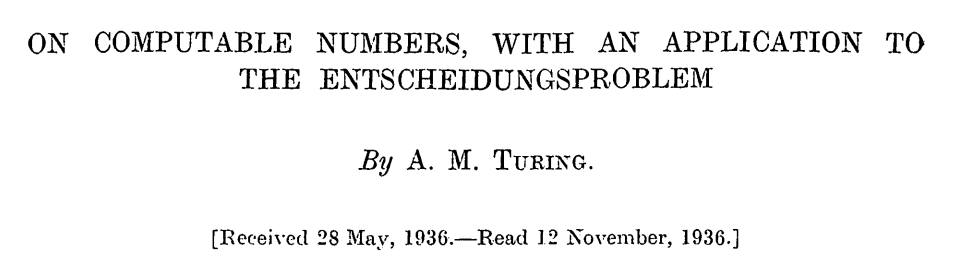 ON COMPUTABLE NUMBERS, WITH AN APPLICATION TO
THE ENTSCHEIDUNGSPROBLEM
By A. M. TURING.
[Received 28 May, 1936.—Read 12 November, 1936.]